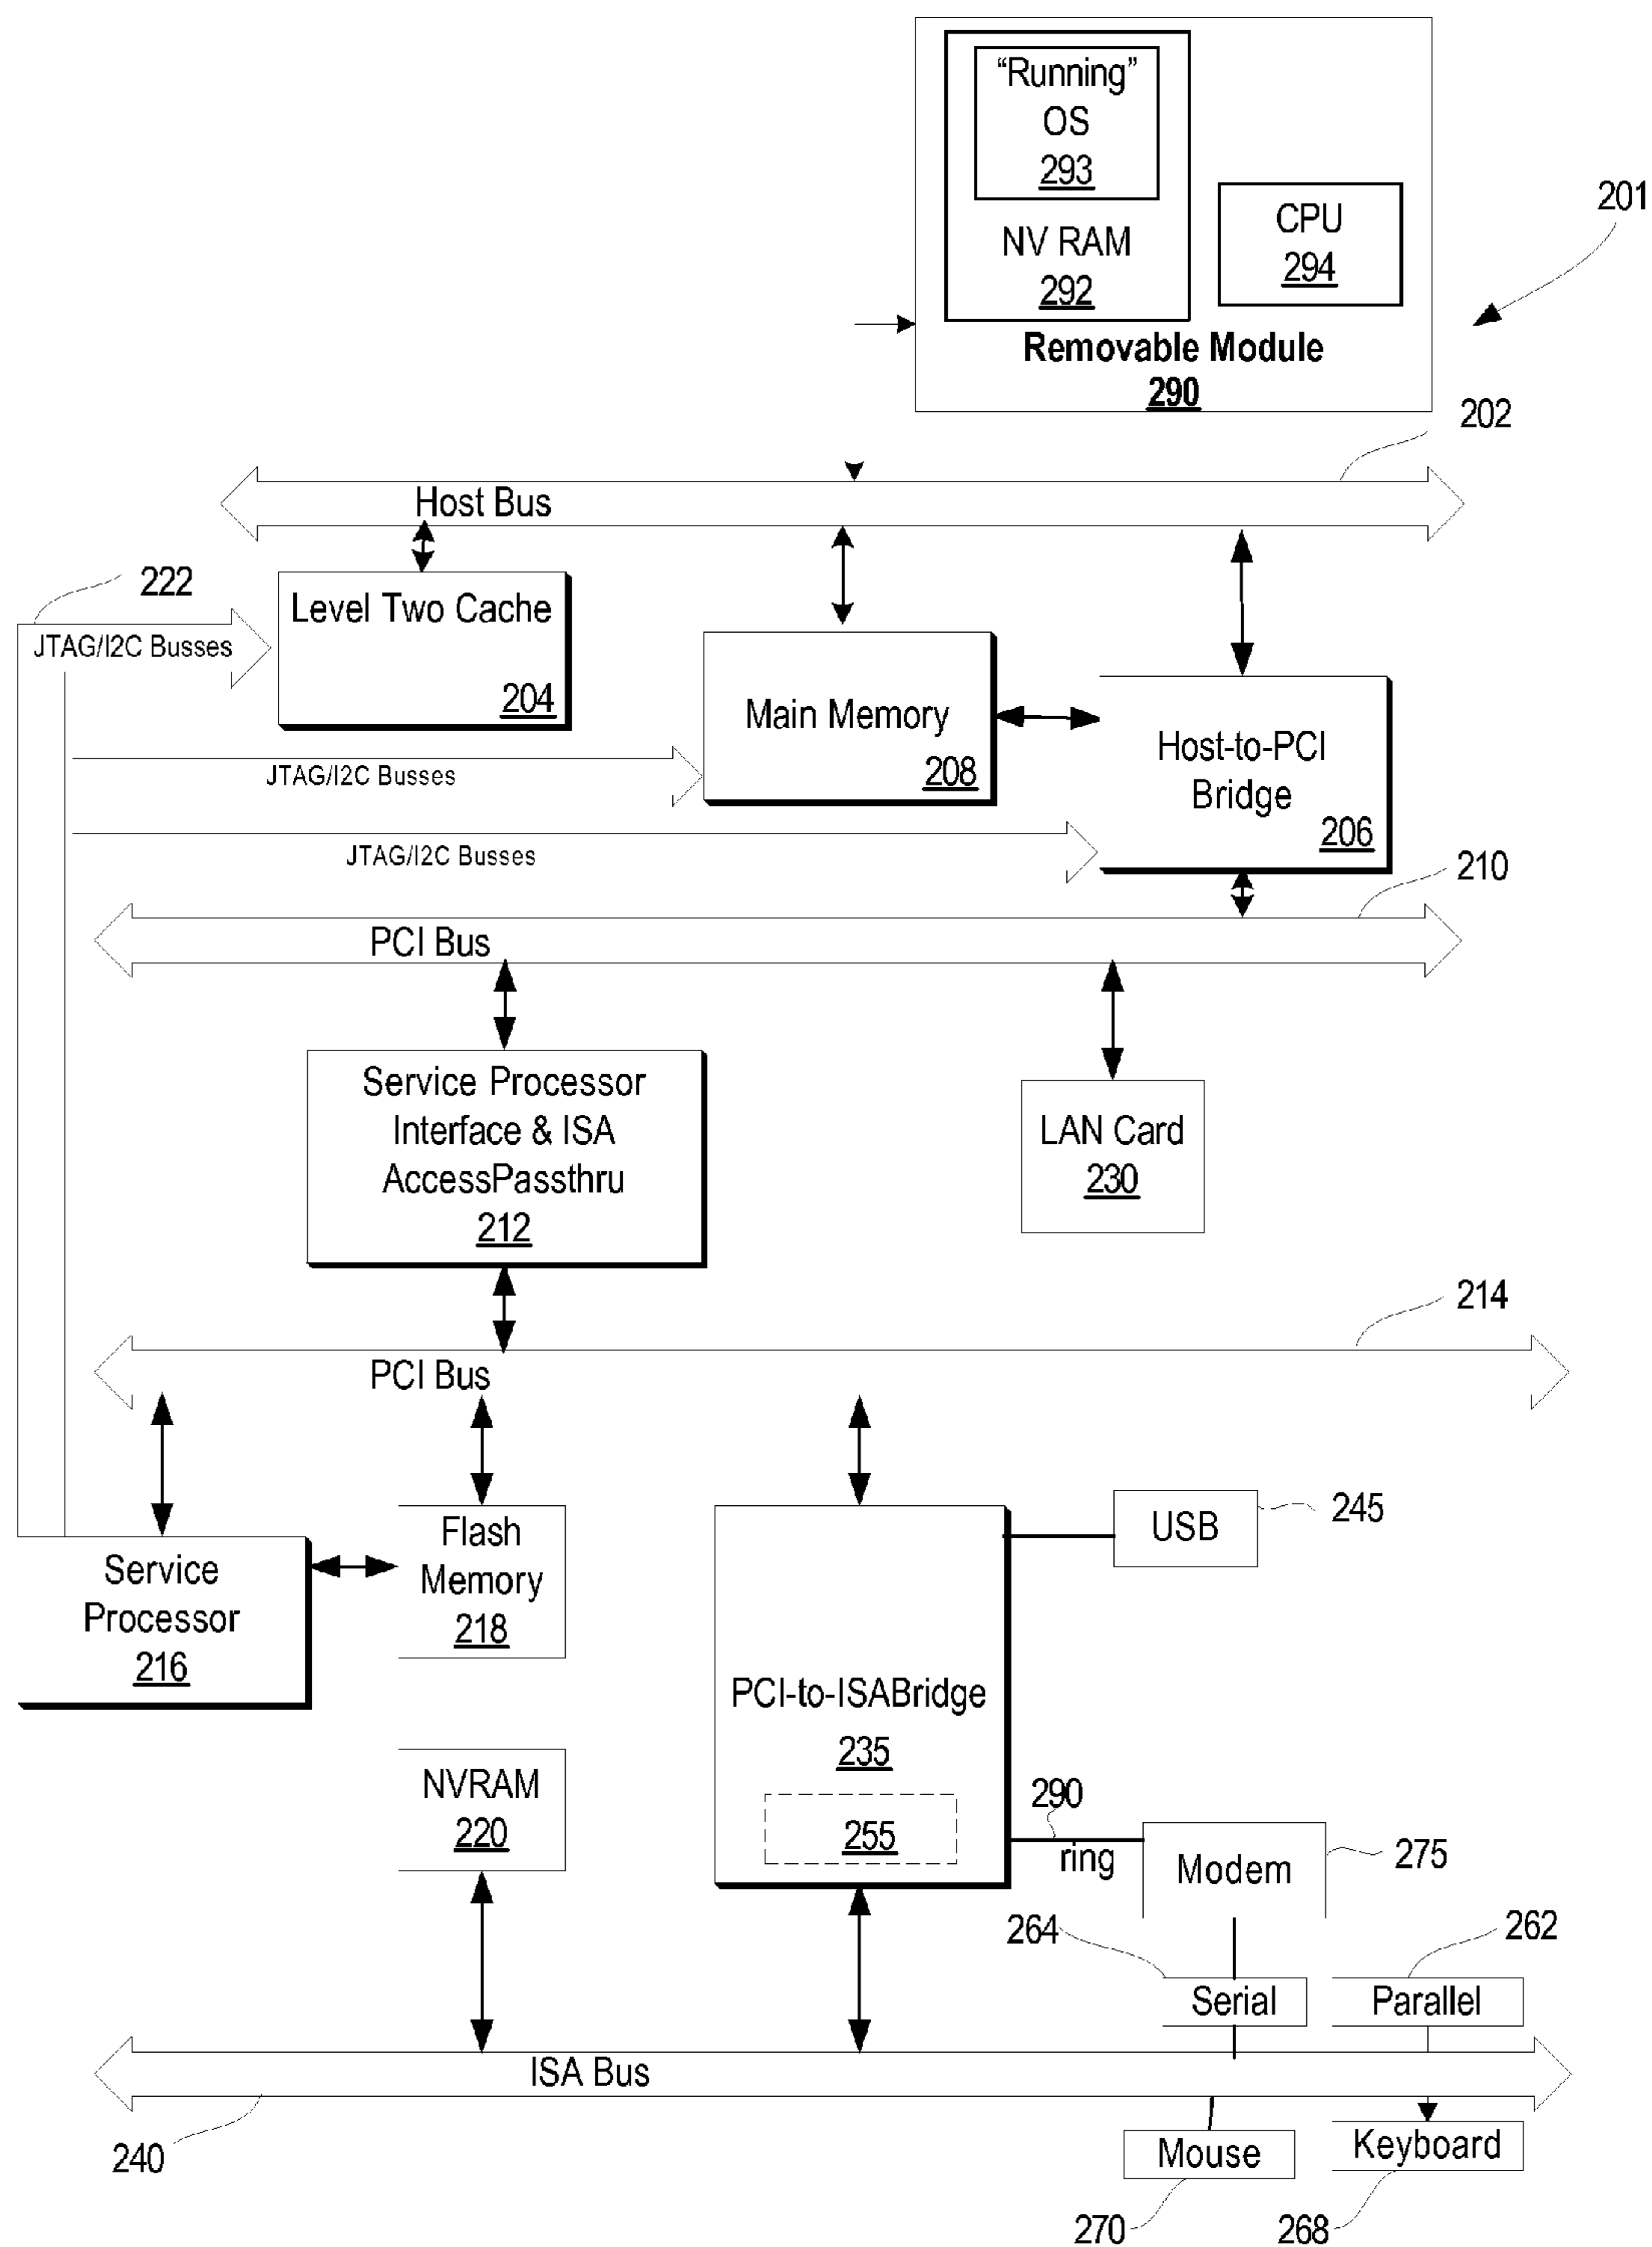 “Running”
OS
293
NV RAM
292
CPU
294
Removable Module
290
201
202
Host Bus
222
JTAG/I2C Busses
Level Two Cache
204
Main Memory
208
Host-to-PCI
Bridge
206
JTAG/I2C Busses
JTAG/I2C Busses
210
PCI Bus
Service Processor
Interface & ISA
AccessPassthru
212
LAN Card
230
214
PCI Bus
Service
Processor
216
Flash
Memory
218
USB
245
PCI-to-ISABridge
235
255
NVRAM
220
290
ring
Modem
275
264
262
Serial
Parallel
ISA Bus
240
Mouse
Keyboard
270
268